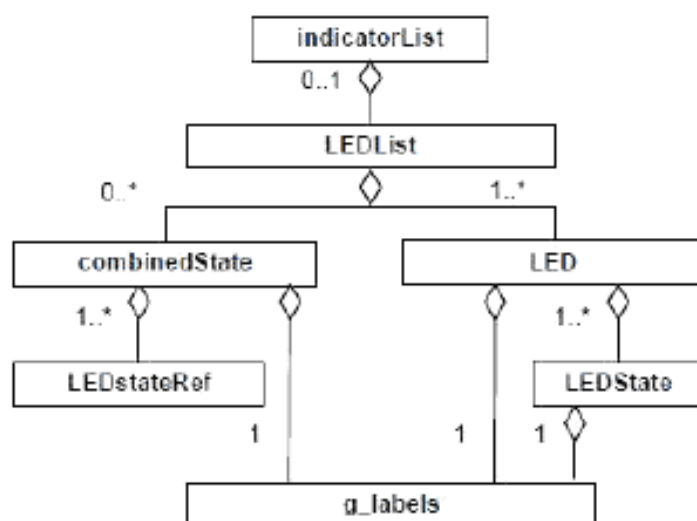 indicatorList
0..1
LEDList
0..* 1..*
combinedState LED
1..* 1..*
LEDstateRef LEDState
1 1 1
g_labels